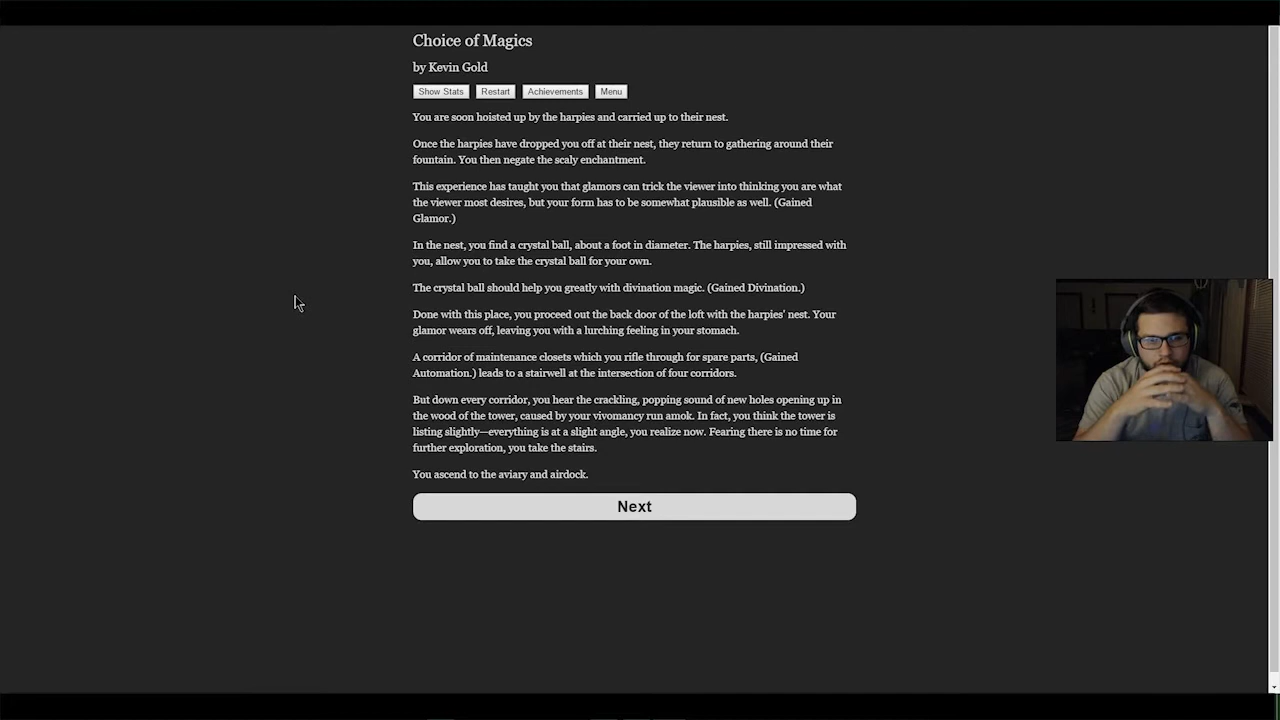 Choice of Magics
by Kevin Gold
Show Stats Restart Achievements Menu
You are soon hoisted up by the harpies and carried up to their nest.
Once the harpies have dropped you off at their nest, they return to gathering around their
fountain. You then negate the scaly enchantment.
This experience has taught you that glamors can trick the viewer into thinking you are what
the viewer most desires, but your form has to be somewhat plausible as well. (Gained
Glamor.)
In the nest, you find a crystal ball, about a foot in diameter. The harpies, still impressed with
you, allow you to take the crystal ball for your own.
The crystal ball should help you greatly with divination magic. (Gained Divination.)
Done with this place, you proceed out the back door of the loft with the harpies' nest. Your
glamor wears off, leaving you with a lurching feeling in your stomach.
A corridor of maintenance closets which you rifle through for spare parts, (Gained
Automation.) leads to a stairwell at the intersection of four corridors.
But down every corridor, you hear the crackling, popping sound of new holes opening up in
the wood of the tower, caused by your vivomancy run amok. In fact, you think the tower is
listing slightly—everything is at a slight angle, you realize now. Fearing there is no time for
further exploration, you take the stairs.
You ascend to the aviary and airdock.
Next